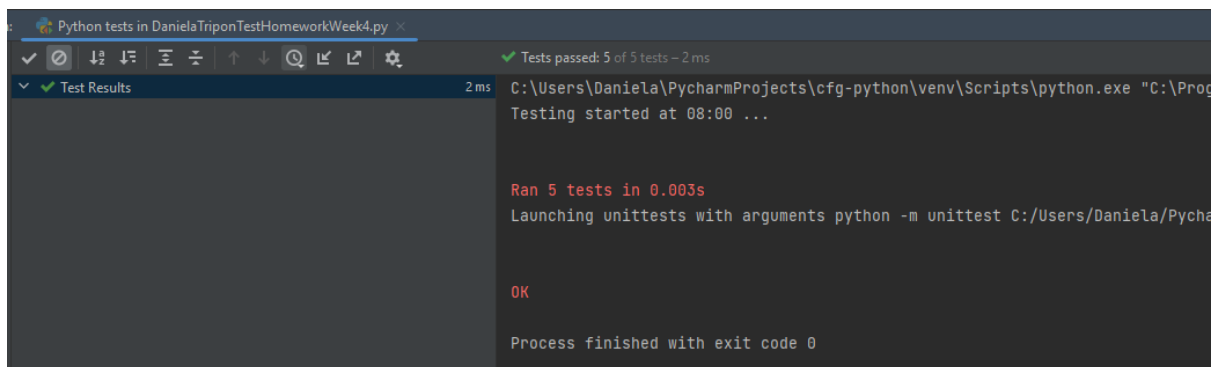 Python tests in DanielaTriponTestHomeworkWeek4.py
Tests passed: 5 of 5 tests – 2 ms
Test Results 2 ms
C:\Users\Daniela\PycharmProjects\cfg-python\venv\Scripts\python.exe "C:\Prog
Testing started at 08:00 ...
Ran 5 tests in 0.003s
Launching unittests with arguments python -m unittest C:/Users/Daniela/Pycha
OK
Process finished with exit code 0